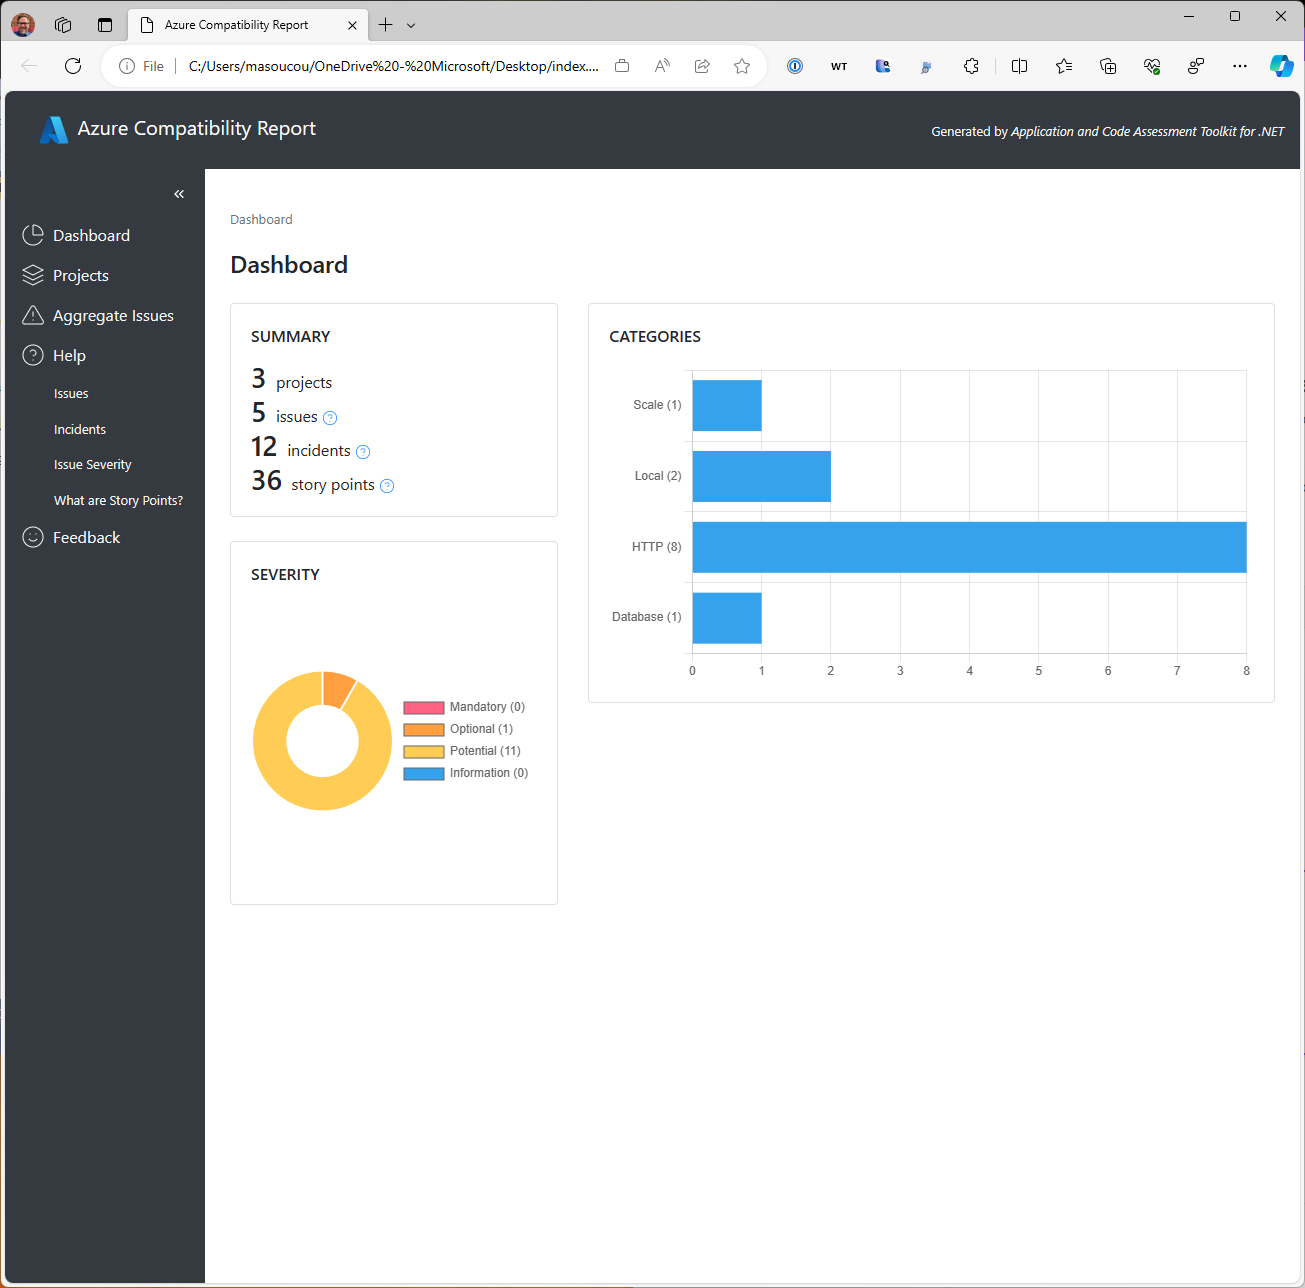 Azure Compatibility Report
File
C:/Users/masoucou/OneDrive%20-%20Microsoft/Desktop/index....
WT
Azure Compatibility Report
Generated by Application and Code Assessment Toolkit for .NET
Dashboard
Projects
Aggregate Issues
Help
Issues
Incidents
Issue Severity
What are Story Points?
Feedback
Dashboard
Dashboard
SUMMARY
3 projects
5 issues
12 incidents
36 story points
SEVERITY
Mandatory (0)
Optional (1)
Potential (11)
Information (0)
CATEGORIES
Scale (1)
Local (2)
HTTP (8)
Database (1)
0 1 2 3 4 5 6 7 8